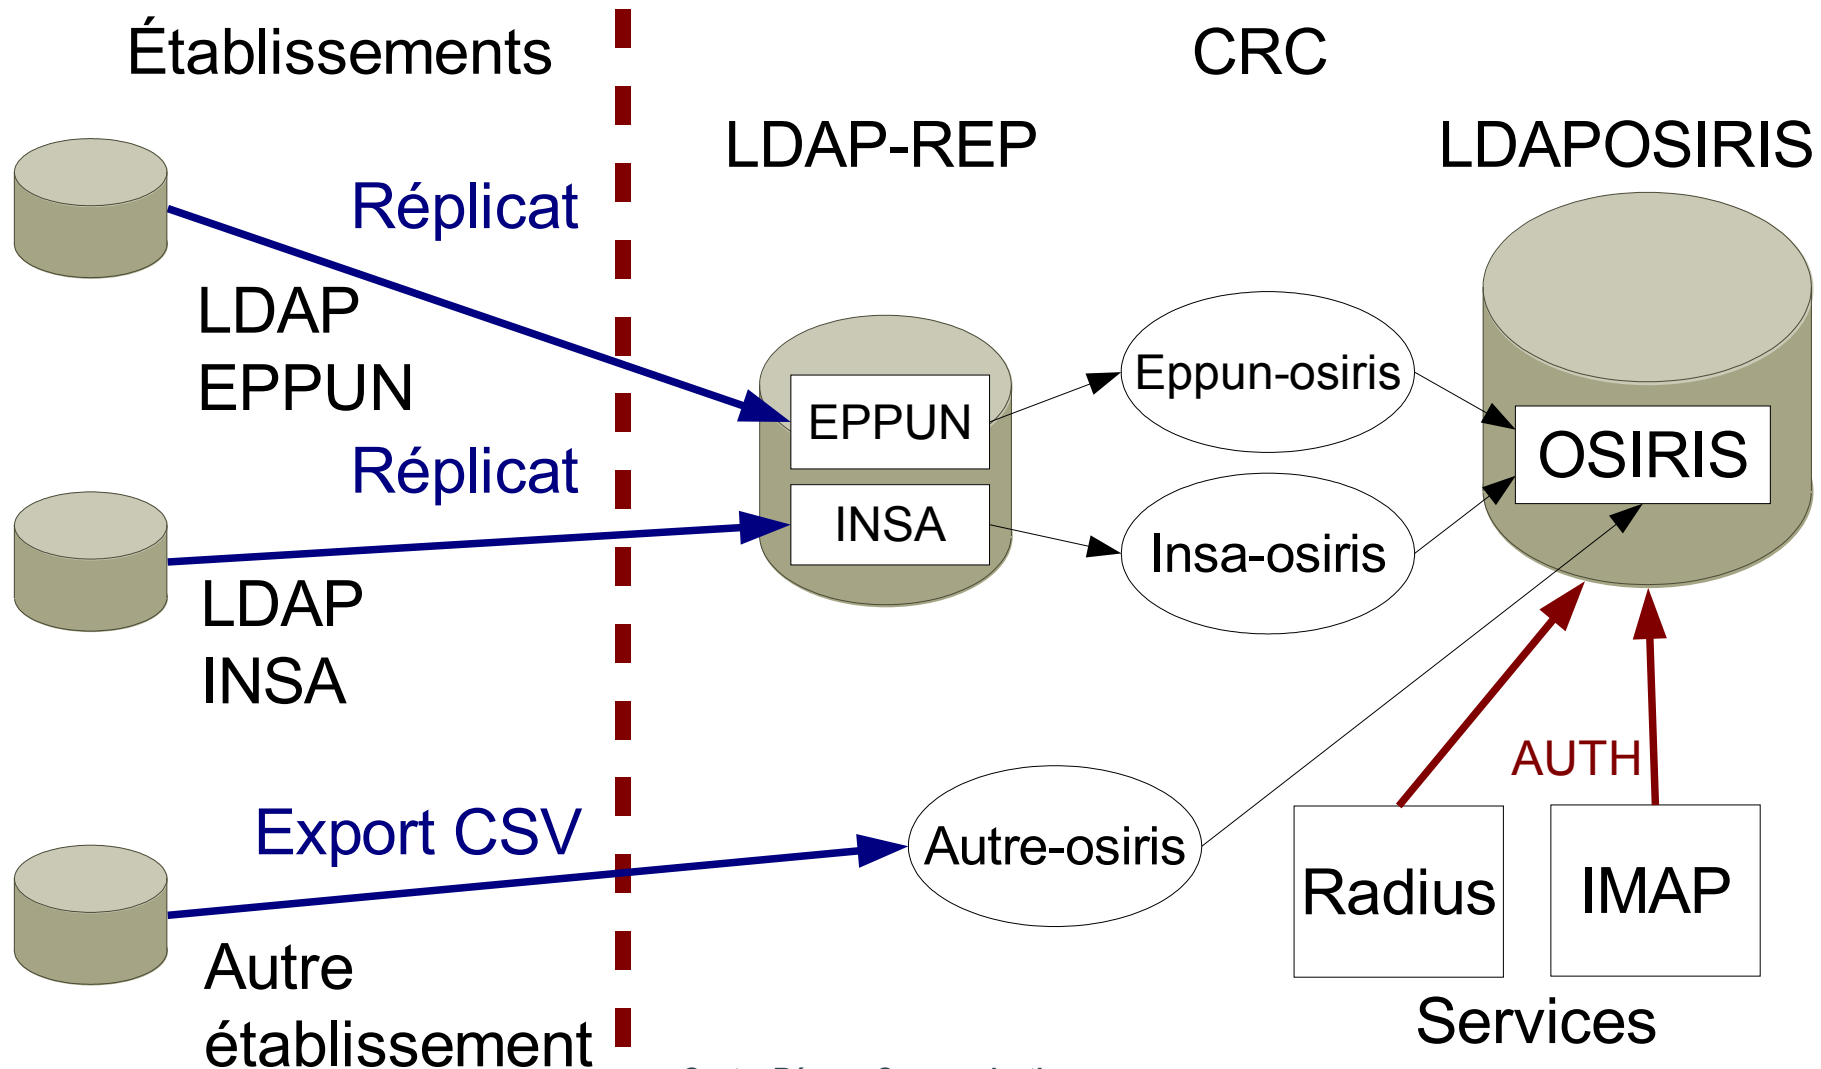 Établissements
CRC
LDAP-REP
LDAPOSIRIS
Réplicat
LDAP
EPPUN
Réplicat
LDAP
INSA
Export CSV
Autre
établissement
EPPUN
INSA
Eppun-osiris
Insa-osiris
Autre-osiris
OSIRIS
AUTH
Radius
IMAP
Services